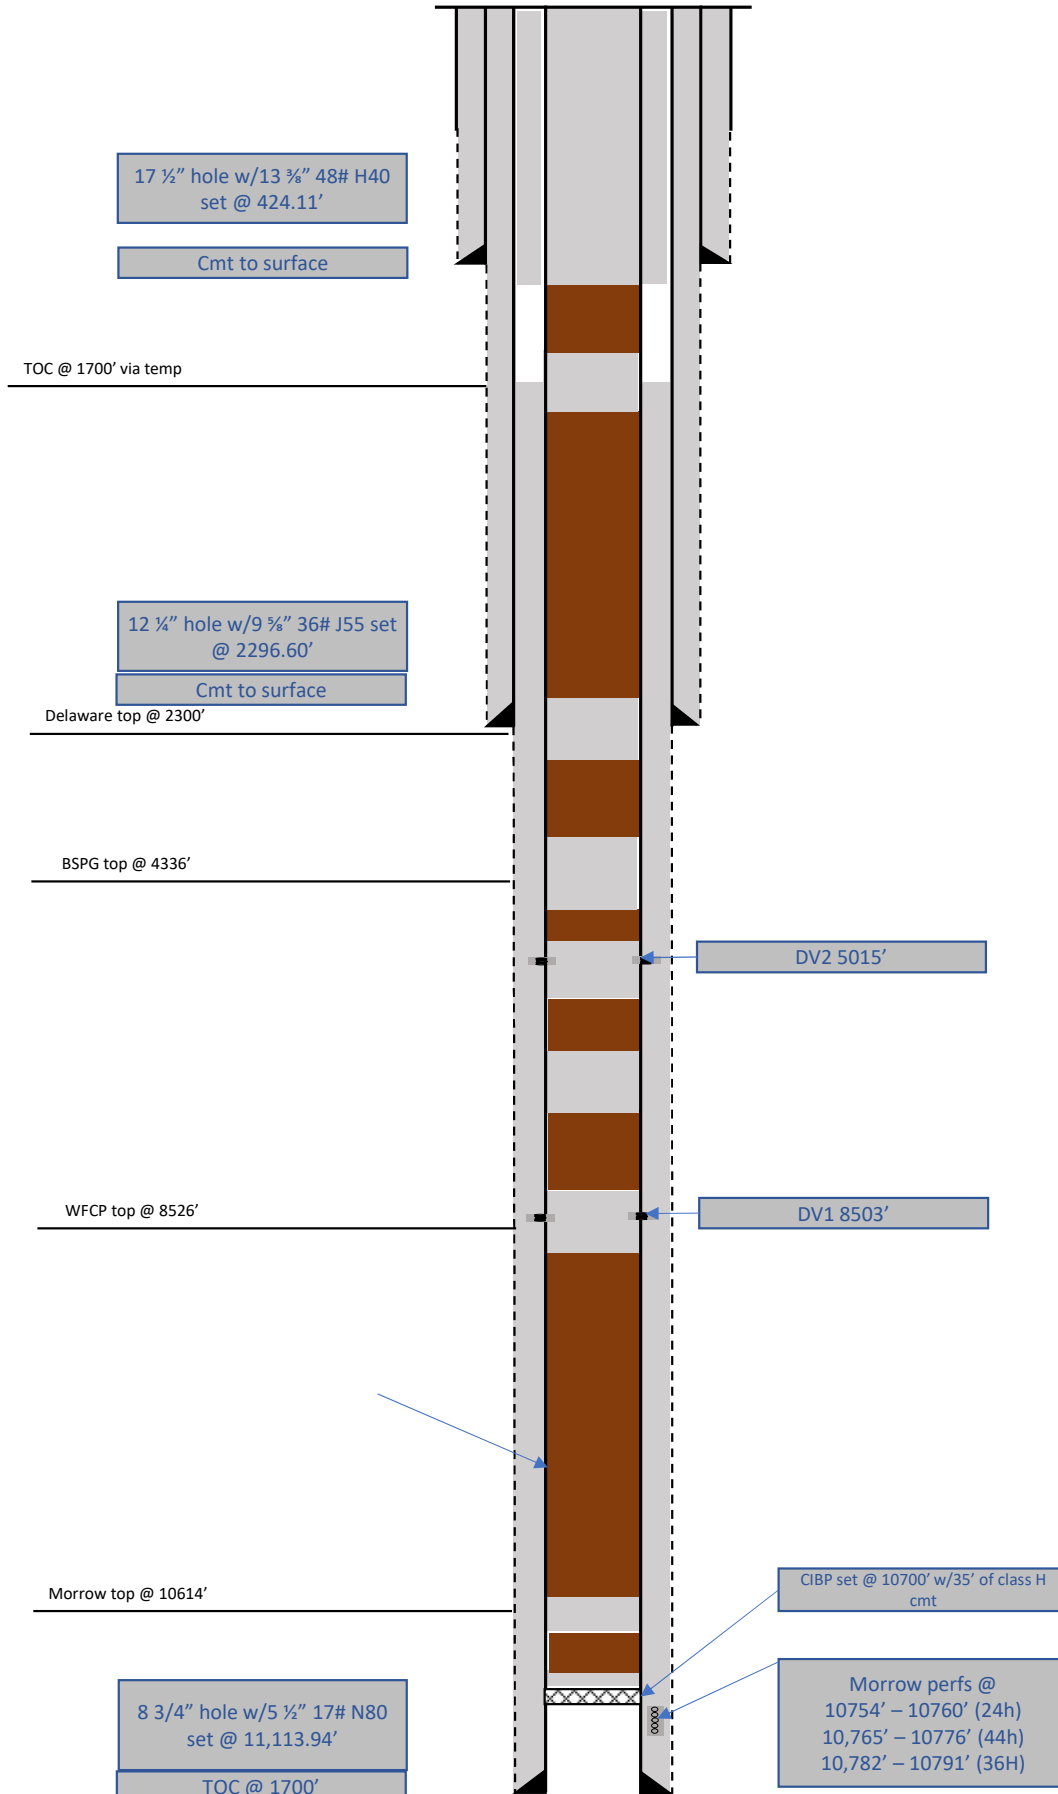 17 ½” hole w/13 ⅜” 48# H40
set @ 424.11’
Cmt to surface
TOC @ 1700’ via temp
12 ¼” hole w/9 ⅝” 36# J55 set
@ 2296.60’
Cmt to surface
Delaware top @ 2300’
BSPG top @ 4336’
DV2 5015’
WFCP top @ 8526’
DV1 8503’
Morrow top @ 10614’
CIBP set @ 10700’ w/35’ of class H
cmt
Morrow perfs @
10754’ – 10760’ (24h)
10,765’ – 10776’ (44h)
10,782’ – 10791’ (36H)
8 3/4” hole w/5 ½” 17# N80
set @ 11,113.94’
TOC @ 1700’